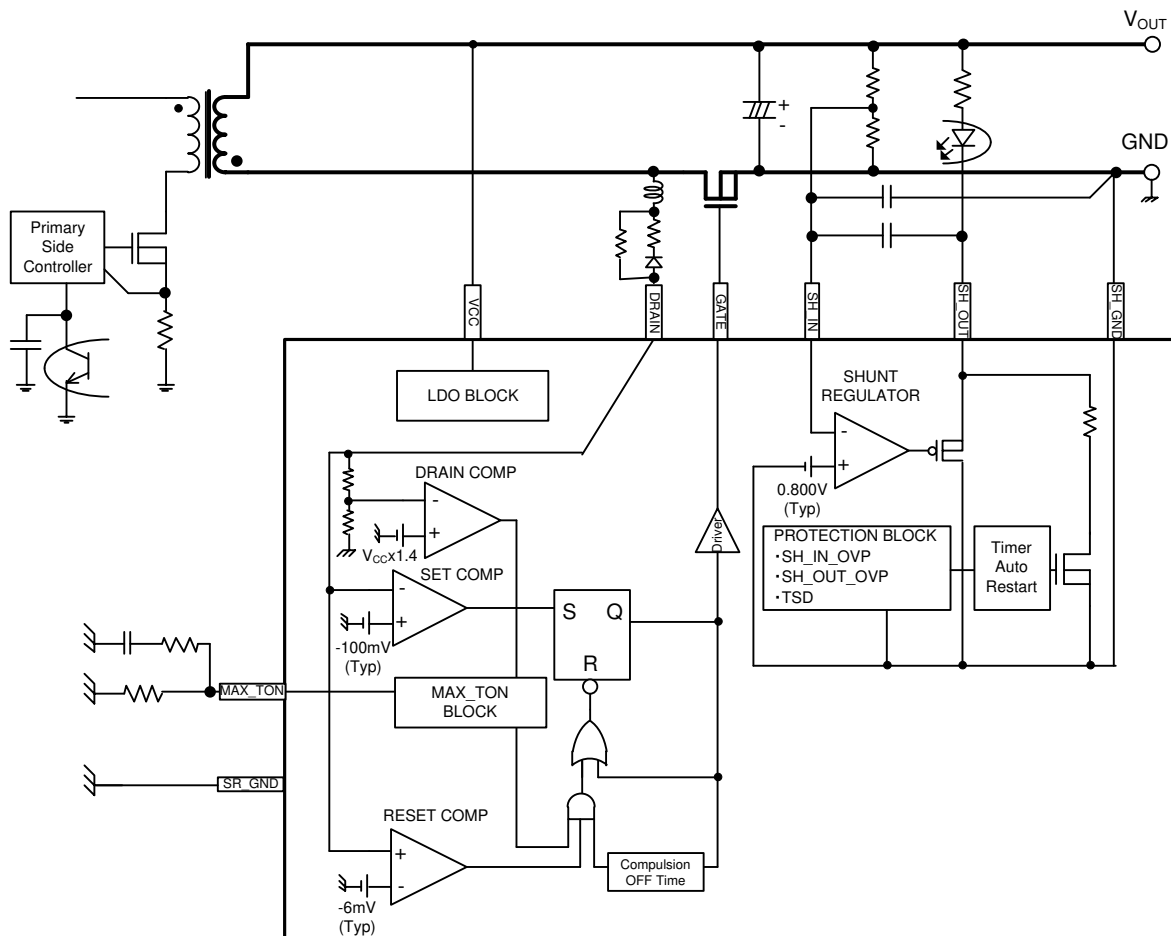 VOUT
+
-
GND
Primary
Side
Controller
VCC
DRAIN
GATE
SH_IN
SH_OUT
SH_GND
LDO BLOCK
SHUNT
REGULATOR
-
+
0.800V
(Typ)
DRAIN COMP
-
+
VCCx1.4
Driver
PROTECTION BLOCK
・SH_IN_OVP
・SH_OUT_OVP
・TSD
Timer
Auto
Restart
SET COMP
-
+
-100mV
(Typ)
S Q
R
MAX_TON
MAX_TON
BLOCK
SR_GND
RESET COMP
+
-
-6mV
(Typ)
Compulsion
OFF Time